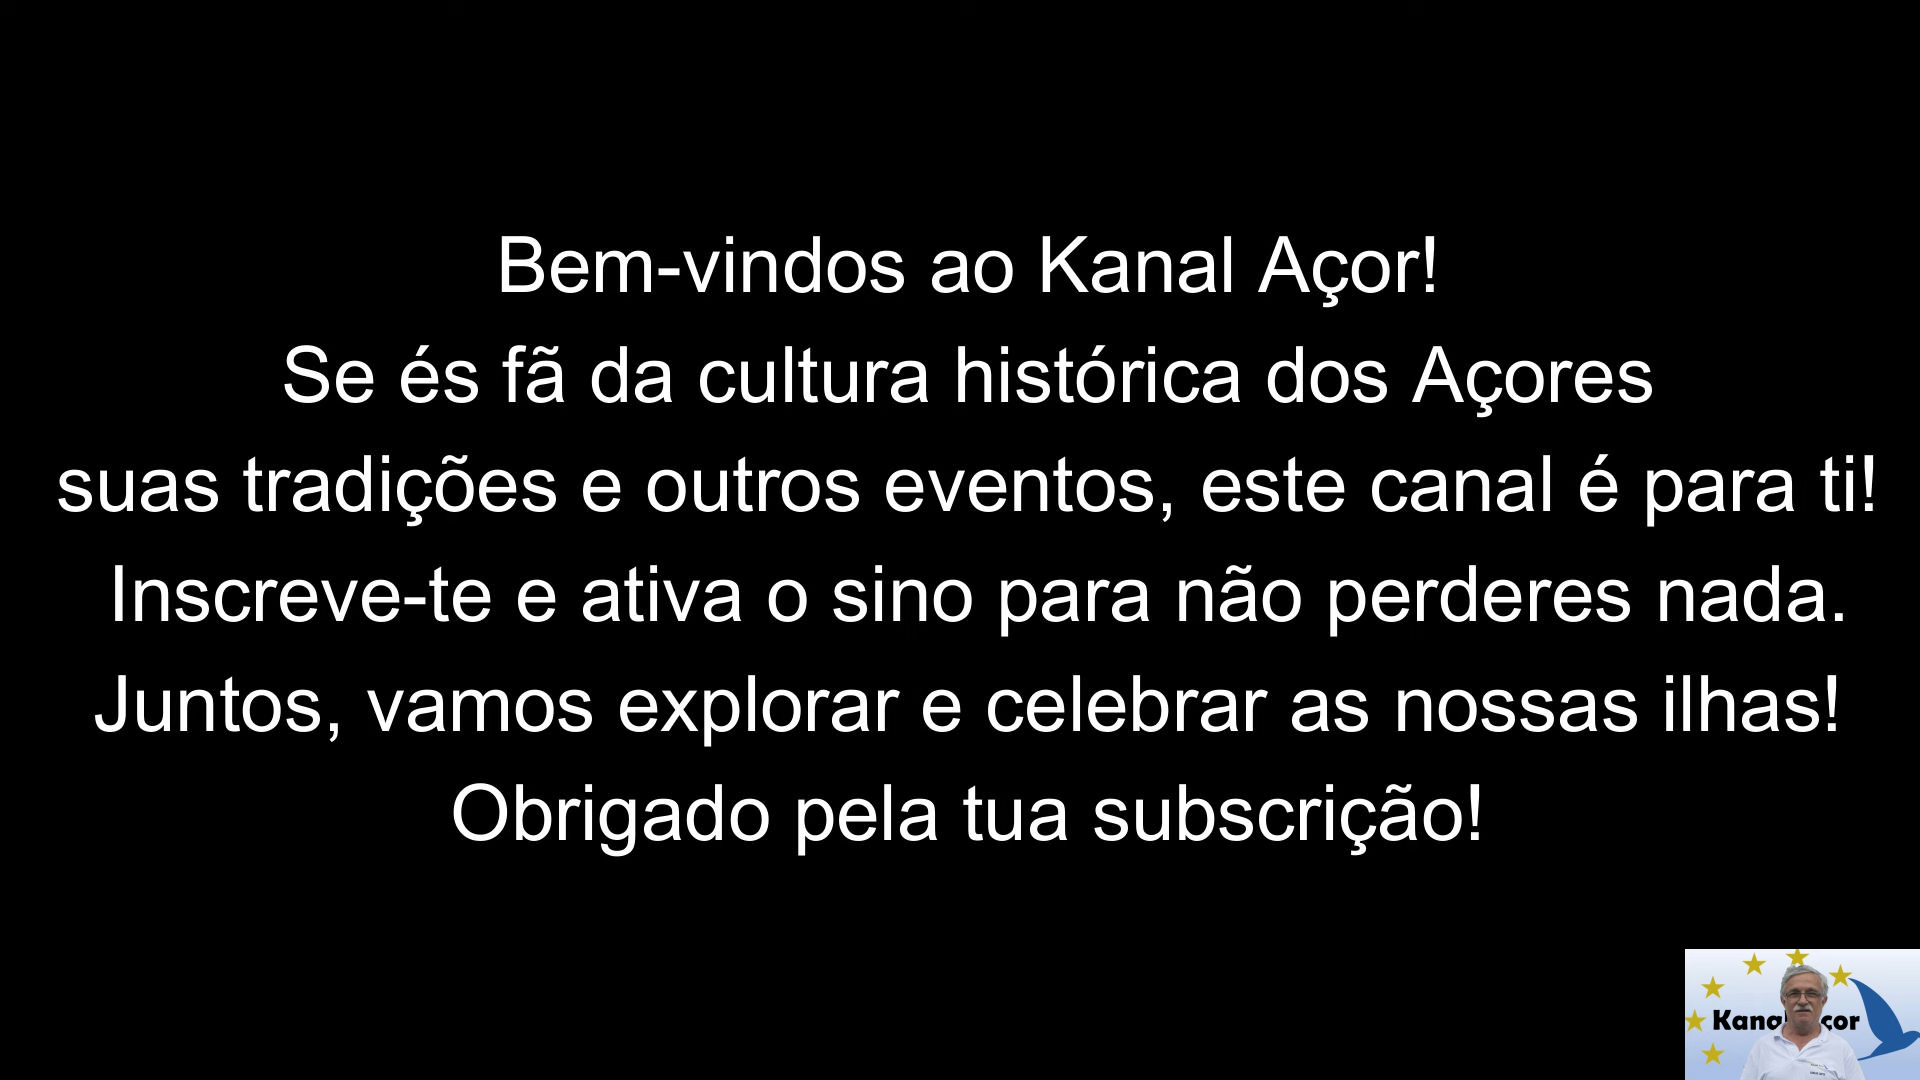 Bem-vindos ao Kanal Açor!
Se és fã da cultura histórica dos Açores
suas tradições e outros eventos, este canal é para ti!
Inscreve-te e ativa o sino para não perderes nada.
Juntos, vamos explorar e celebrar as nossas ilhas!
Obrigado pela tua subscrição!